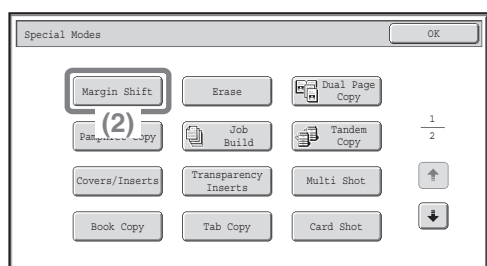 Special Modes
OK
Margin Shift
Erase
Dual Page
Copy
(2)
Copy
Job
Build
Tandem
Copy
1
2
Covers/Inserts
Transparency
Inserts
Multi Shot
Book Copy
Tab Copy
Card Shot